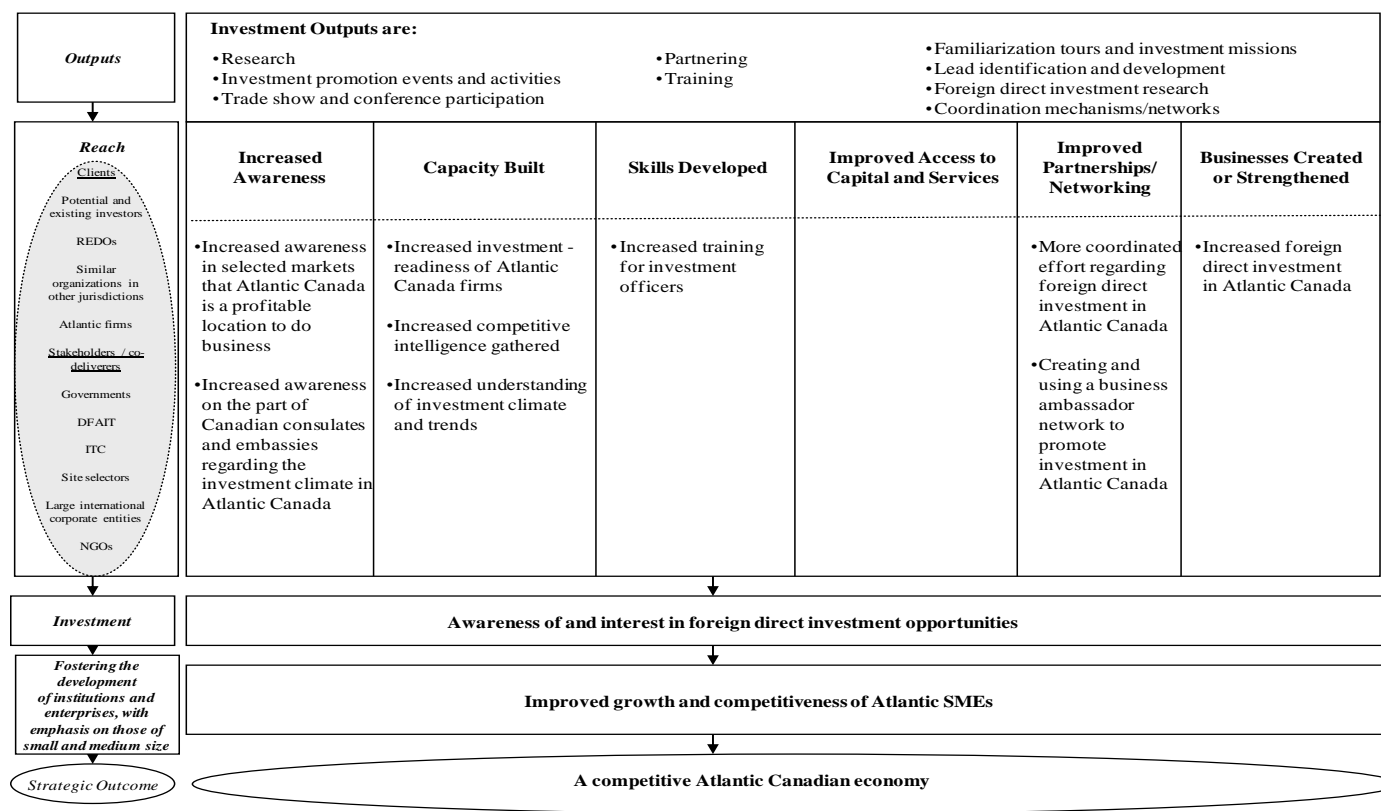 Outputs
Investment Outputs are:
•Research
•Investment promotion events and activities
•Trade show and conference participation
•Partnering
•Training
•Familiarization tours and investment missions
•Lead identification and development
•Foreign direct investment research
•Coordination mechanisms/networks
Reach
Clients
Potential and
existing investors
REDOs
Similar
organizations in
other jurisdictions
Atlantic firms
Stakeholders / co-
deliverers
Governments
DFAIT
ITC
Site selectors
Large international
corporate entities
NGOs
Increased
Awareness
•Increased awareness
in selected markets
that Atlantic Canada
is a profitable
location to do
business
•Increased awareness
on the part of
Canadian consulates
and embassies
regarding the
investment climate in
Atlantic Canada
Capacity Built
•Increased investment -
readiness of Atlantic
Canada firms
•Increased competitive
intelligence gathered
•Increased understanding
of investment climate
and trends
Skills Developed
•Increased training
for investment
officers
Improved Access to
Capital and Services
Improved
Partnerships/
Networking
•More coordinated
effort regarding
foreign direct
investment in
Atlantic Canada
•Creating and
using a business
ambassador
network to
promote
investment in
Atlantic Canada
Businesses Created
or Strengthened
•Increased foreign
direct investment
in Atlantic Canada
Investment
Awareness of and interest in foreign direct investment opportunities
Fostering the
development
of institutions and
enterprises, with
emphasis on those of
small and medium size
Improved growth and competitiveness of Atlantic SMEs
Strategic Outcome
A competitive Atlantic Canadian economy